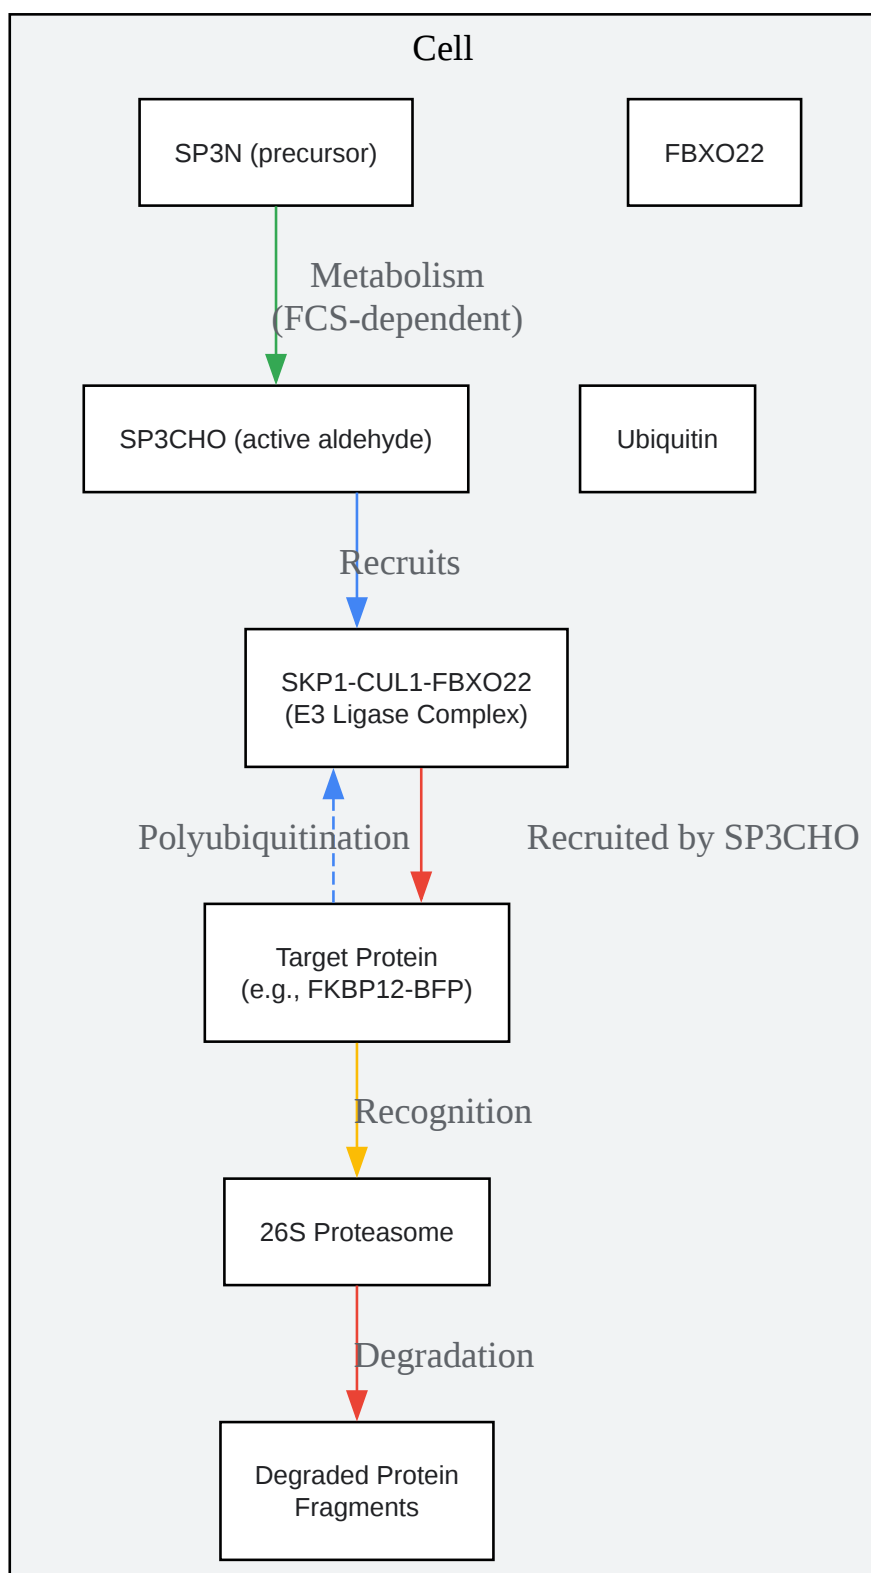 Cell
SP3N (precursor)
FBXO22
Metabolism
(FCS-dependent)
SP3CHO (active aldehyde)
Ubiquitin
Recruits
SKP1-CUL1-FBXO22
(E3 Ligase Complex)
Polyubiquitination
Recruited by SP3CHO
Target Protein
(e.g., FKBP12-BFP)
Recognition
26S Proteasome
Degradation
Degraded Protein
Fragments